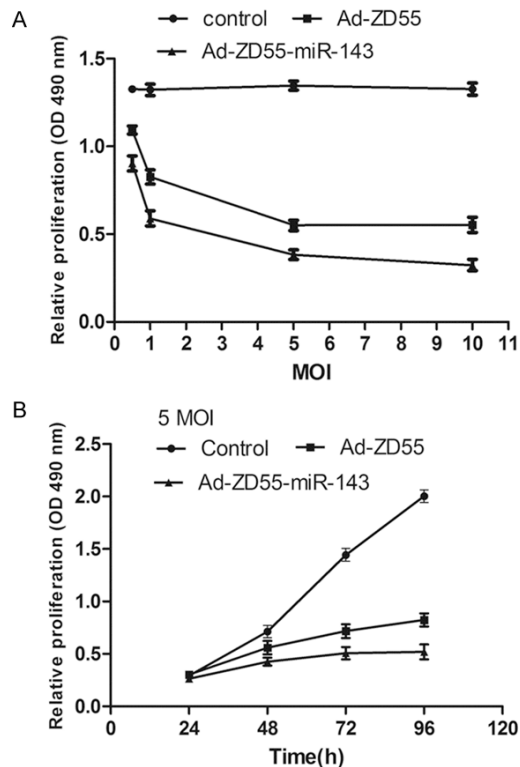 A
control
Ad-ZD55
Ad-ZD55-miR-143
Relative proliferation (OD 490 nm)
1.5
1.0
0.5
0.0
0 1 2 3 4 5 6 7 8 9 10 11
MOI
B
5 MOI
Control
Ad-ZD55
Ad-ZD55-miR-143
Relative proliferation (OD 490 nm)
2.5
2.0
1.5
1.0
0.5
0.0
0 24 48 72 96 120
Time(h)